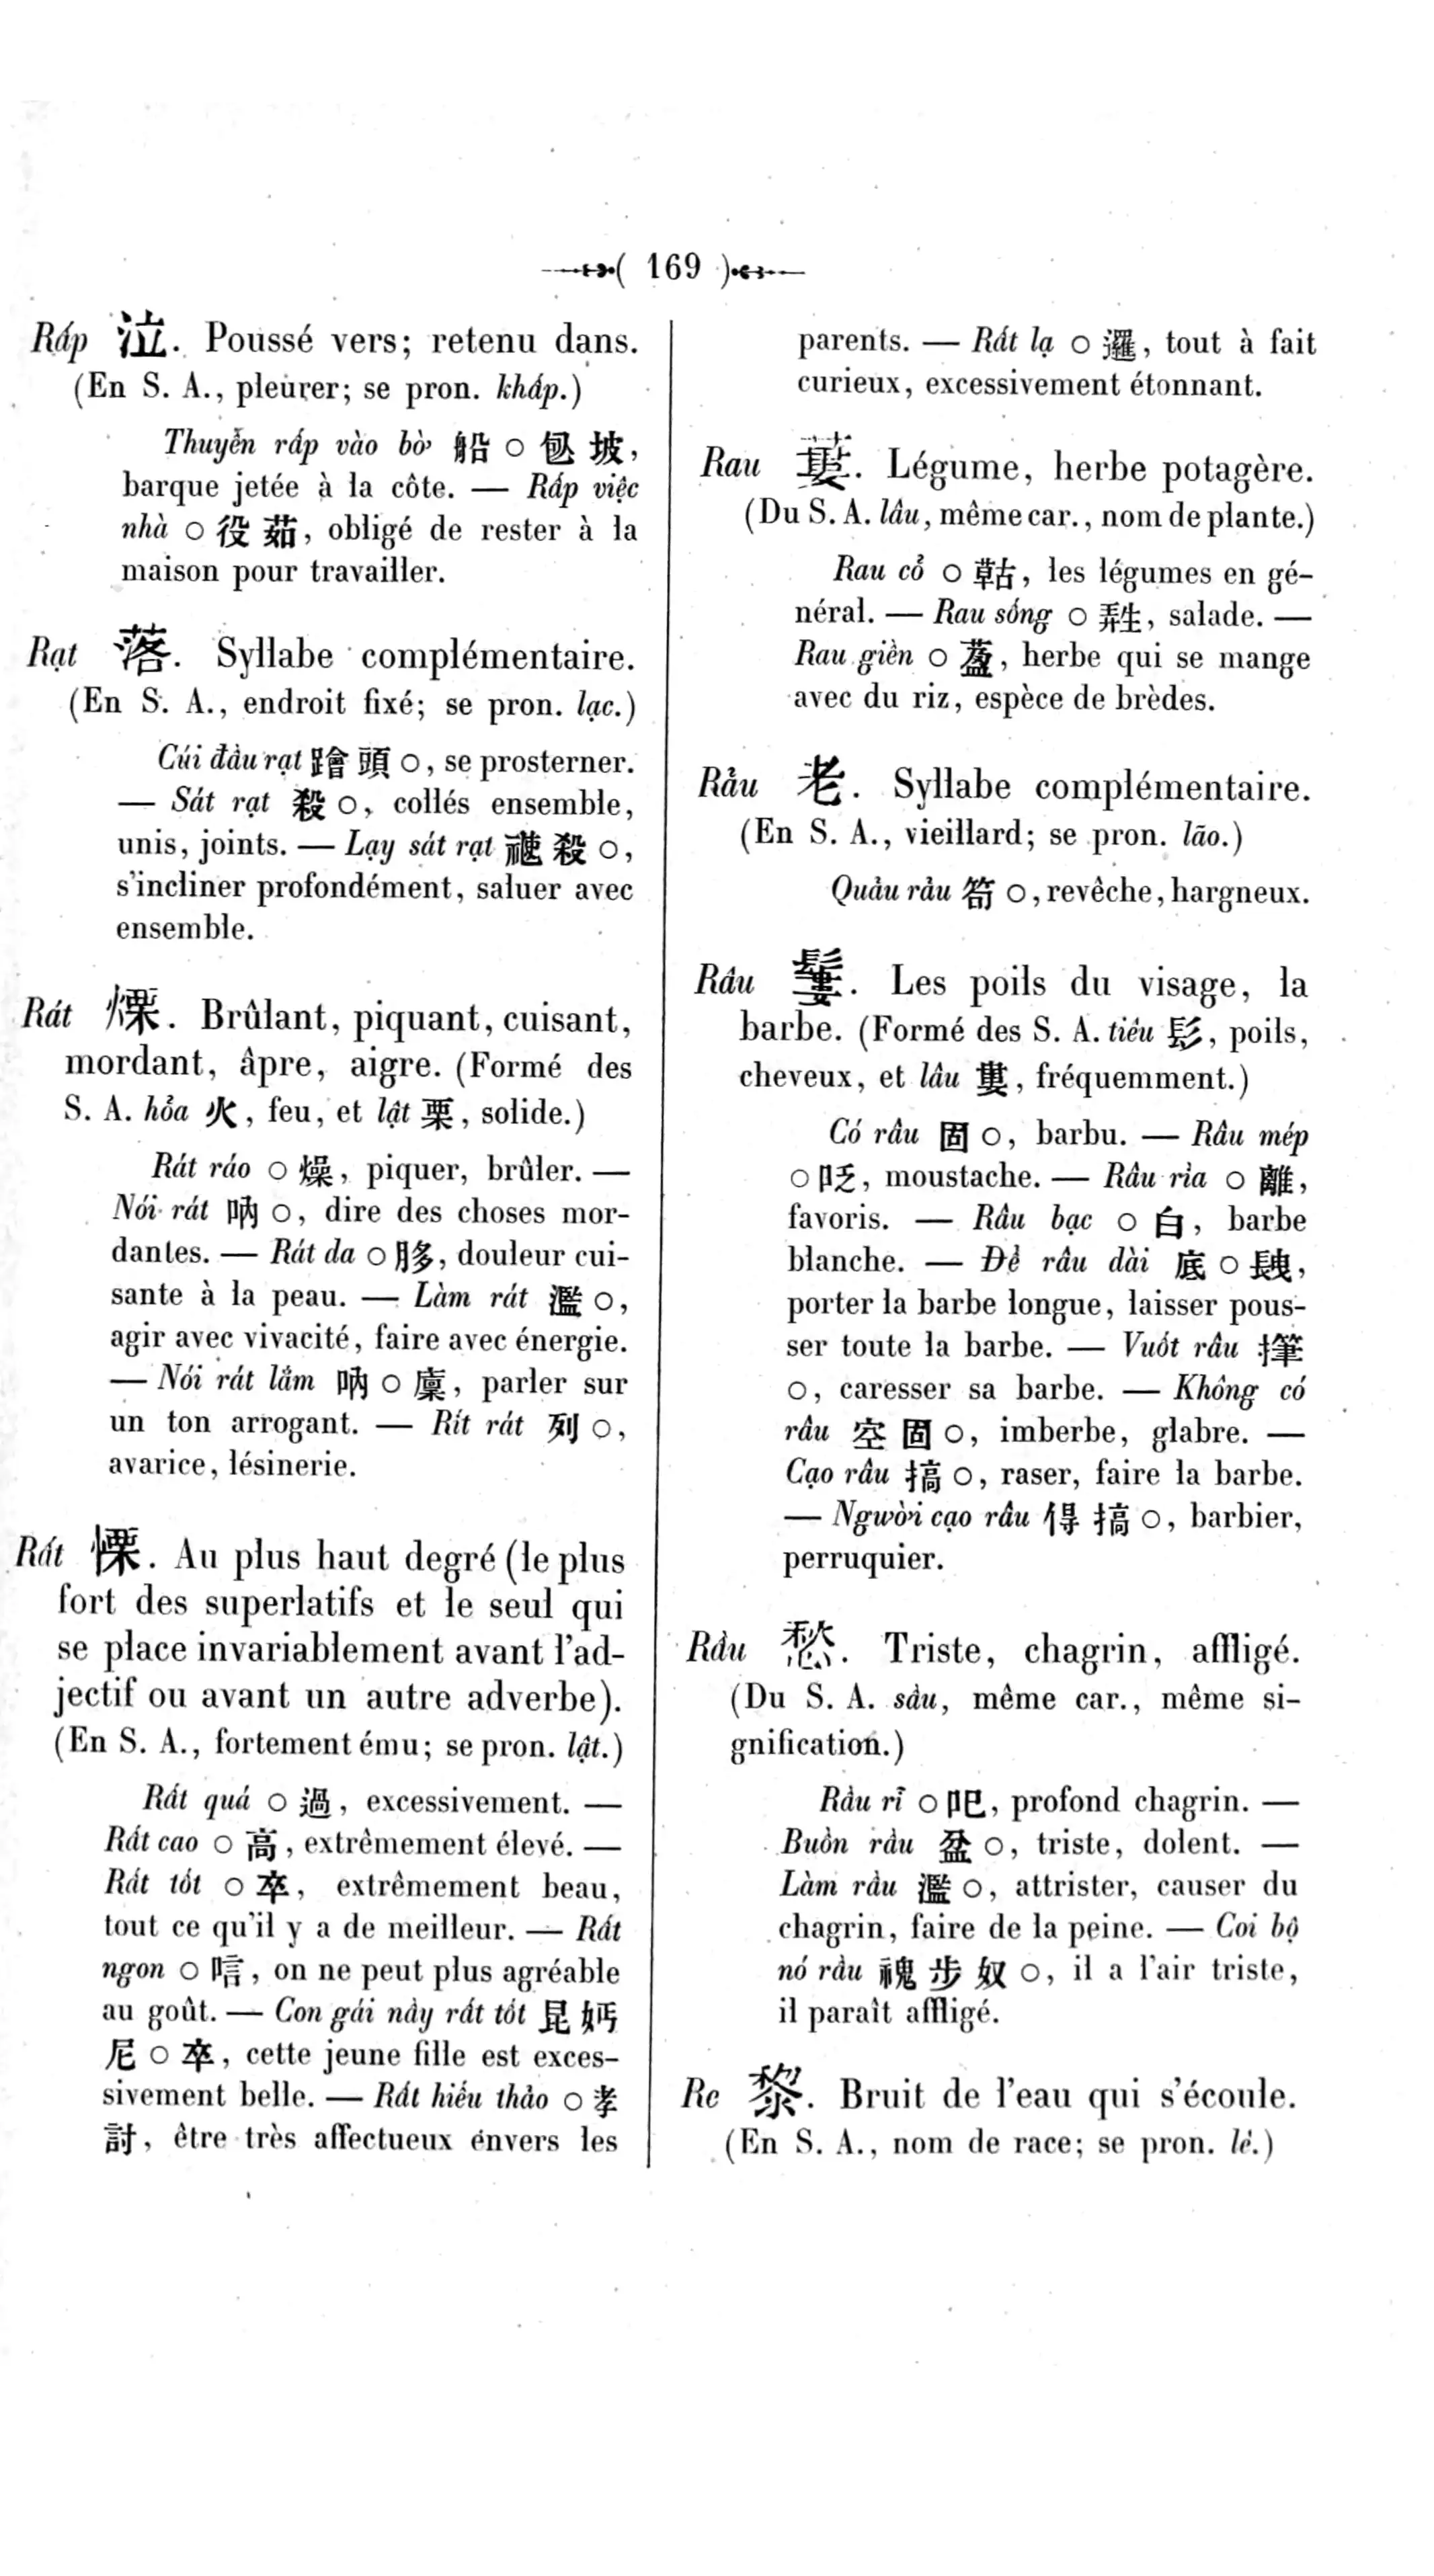 ( 169 )
Rấp 泣. Poussé vers; retenu dans.
(En S. A., pleurer; se pron. khấp.)
Thuyền rấp vào bờ 船 ○ 𠓨 坡,
barque jetée à la côte. — Rấp việc
nhà ○ 役 茹, obligé de rester à la
maison pour travailler.
Rạt 落. Syllabe complémentaire.
(En S. A., endroit fixé; se pron. lạc.)
Cúi đầu rạt 頭 ○, se prosterner.
— Sát rạt 殺 ○, collés ensemble,
unis, joints. — Lạy sát rạt 殺 ○,
s'incliner profondément, saluer avec
ensemble.
Rát 㷴. Brûlant, piquant, cuisant,
mordant, âpre, aigre. (Formé des
S. A. hỏa 火, feu, et lật 栗, solide.)
Rát ráo ○ 燥, piquer, brûler. —
Nói rát 吶 ○, dire des choses mor-
dantes. — Rát da ○ 䏧, douleur cui-
sante à la peau. — Làm rát 濫 ○,
agir avec vivacité, faire avec énergie.
— Nói rát lắm 吶 ○ 廩, parler sur
un ton arrogant. — Rít rát 列 ○,
avarice, lésinerie.
Rất 慄. Au plus haut degré (le plus
fort des superlatifs et le seul qui
se place invariablement avant l'ad-
jectif ou avant un autre adverbe).
(En S. A., fortement ému; se pron. lật.)
Rất quá ○ 過, excessivement. —
Rất cao ○ 高, extrêmement élevé. —
Rất tốt ○ 卒, extrêmement beau,
tout ce qu'il y a de meilleur. — Rất
ngon ○ 唁, on ne peut plus agréable
au goût. — Con gái nầy rất tốt 昆 𡛔
尼 ○ 卒, cette jeune fille est exces-
sivement belle. — Rất hiếu thảo ○ 孝
討, être très affectueux envers les
parents. — Rất lạ ○ 邏, tout à fait
curieux, excessivement étonnant.
Rau 蔞. Légume, herbe potagère.
(Du S. A. lâu, même car., nom de plante.)
Rau cỏ ○ 𦹵, les légumes en gé-
néral. — Rau sống ○ 𤯩, salade. —
Rau giền ○, herbe qui se mange
avec du riz, espèce de brèdes.
Rảu 老. Syllabe complémentaire.
(En S. A., vieillard; se pron. lão.)
Quảu rảu 笱 ○, revêche, hargneux.
Râu 鬚. Les poils du visage, la
barbe. (Formé des S. A. tiêu 髟, poils,
cheveux, et lâu 婁, fréquemment.)
Có râu 固 ○, barbu. — Râu mép
○ 𠰏, moustache. — Râu rìa ○ 離,
favoris. — Râu bạc ○ 白, barbe
blanche. — Để râu dài 底 ○ 𨱽,
porter la barbe longue, laisser pous-
ser toute la barbe. — Vuốt râu
○, caresser sa barbe. — Không có
râu 空 固 ○, imberbe, glabre. —
Cạo râu 搞 ○, raser, faire la barbe.
— Người cạo râu 㝵 搞 ○, barbier,
perruquier.
Rầu 愁. Triste, chagrin, affligé.
(Du S. A. sầu, même car., même si-
gnification.)
Rầu rĩ ○ 吧, profond chagrin. —
Buồn rầu 盆 ○, triste, dolent. —
Làm rầu 濫 ○, attrister, causer du
chagrin, faire de la peine. — Coi bộ
nó rầu 䙺 步 奴 ○, il a l'air triste,
il paraît affligé.
Re 黎. Bruit de l'eau qui s'écoule.
(En S. A., nom de race; se pron. lê.)